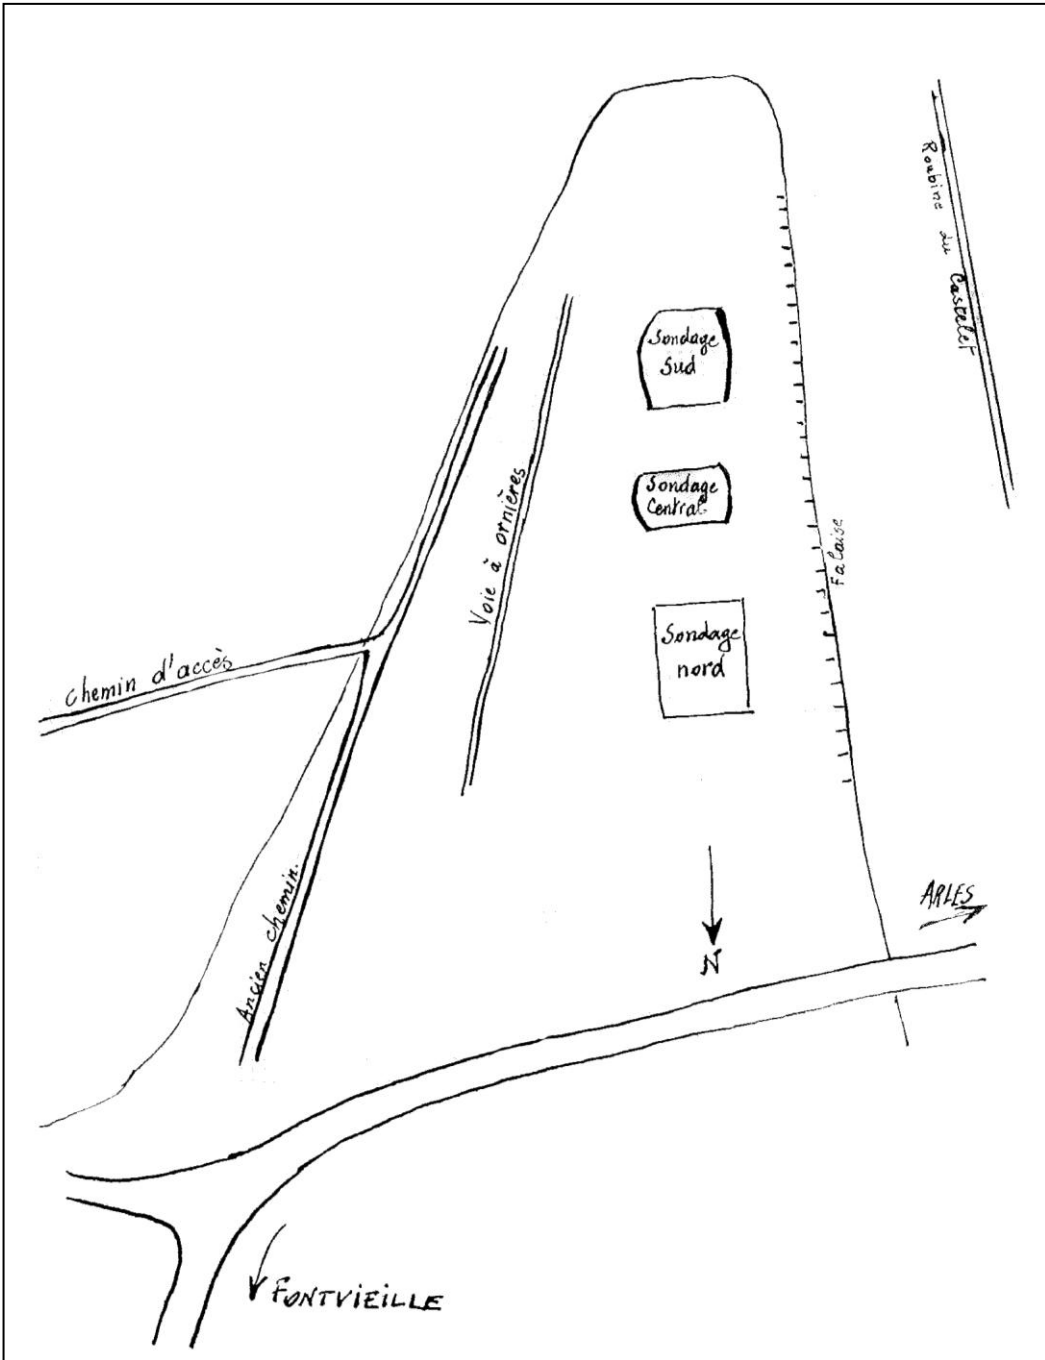 Roubine du Castelet
Sondage
Sud
Sondage
Central
Voie à ornières
Falaise
Sondage
nord
chemin d'accès
Ancien chemin.
ARLES
N
FONTVIEILLE